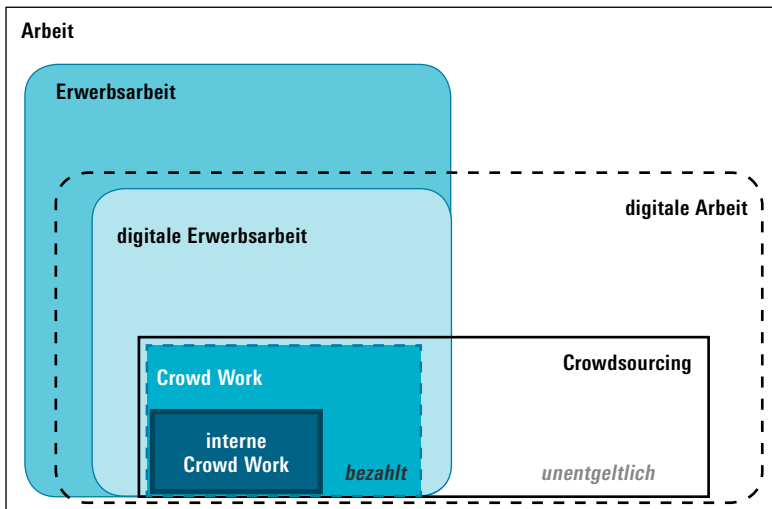 Arbeit
Erwerbsarbeit
digitale Arbeit
digitale Erwerbsarbeit
Crowdsourcing
Crowd Work
interne
Crowd Work
bezahlt
unentgeltlich